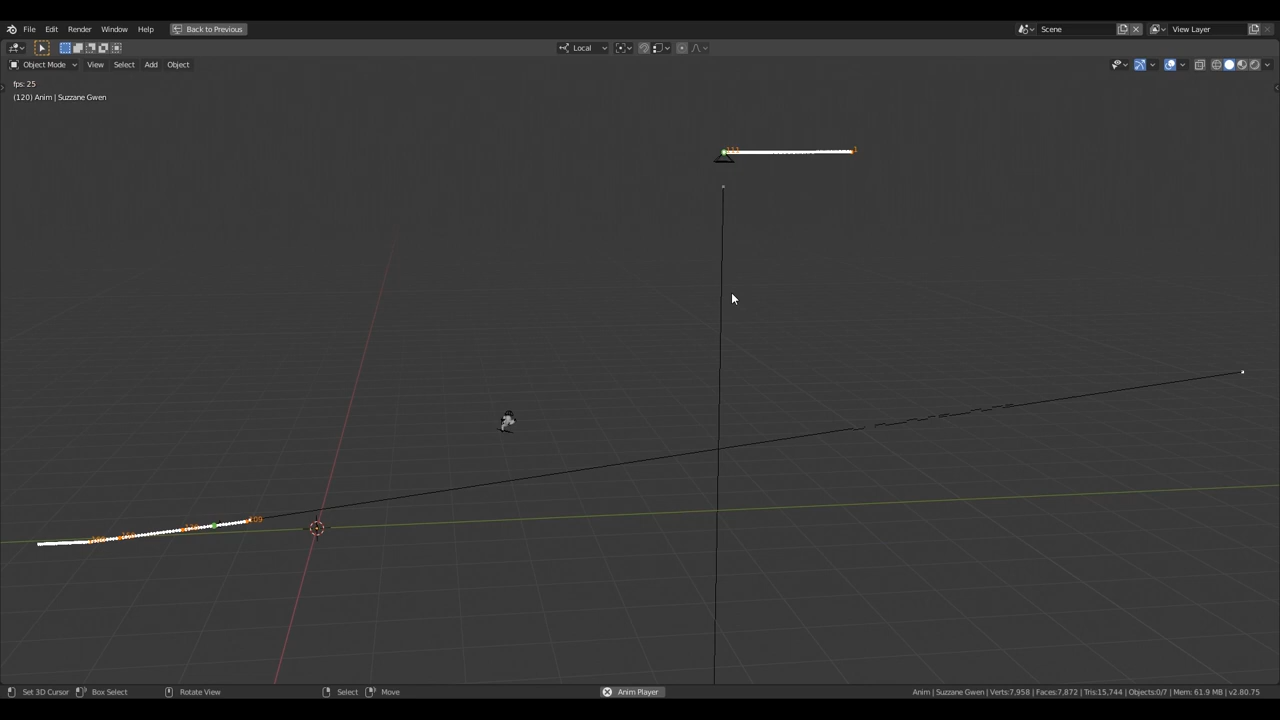 File Edit Render Window Help Back to Previous Scene View Layer
Local
Object Mode View Select Add Object
fps: 25
(120) Anim | Suzzane Gwen
111 1
109
Set 3D Cursor Box Select Rotate View Select Move Anim Player Anim | Suzzane Gwen | Verts:7,958 | Faces:7,872 | Tris:15,744 | Objects:0/7 | Mem: 61.9 MB | v2.80.75